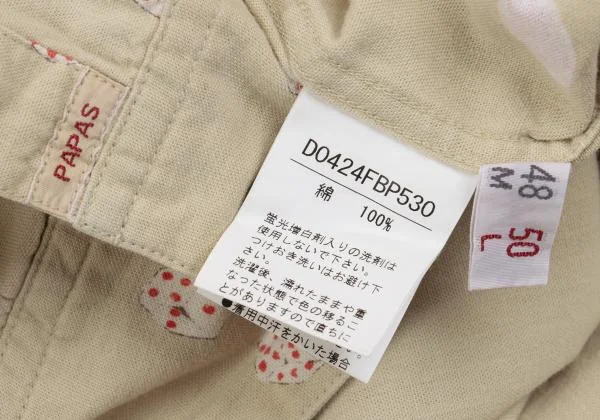 PAPAS
D0424FBP530
綿
100%
蛍光増白剤入りの洗剤は
使用しないで下さい。
つけおき洗いはお避け下
洗濯後、濡れたままや重
なった状態で色の移るこ
とがありますので直ちに
●着用中汗をかいた場合
48
M
50
L